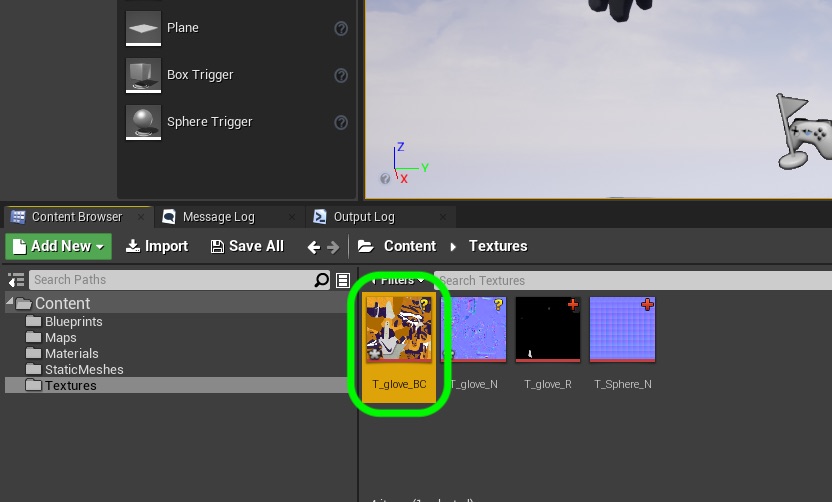 Plane
Box Trigger
Sphere Trigger
Z
Y
X
Content Browser
Message Log
Output Log
Add New
Import
Save All
Content
Textures
Search Paths
Filters
Search Textures
Content
Blueprints
Maps
Materials
StaticMeshes
Textures
T_glove_BC
T_glove_N
T_glove_R
T_Sphere_N